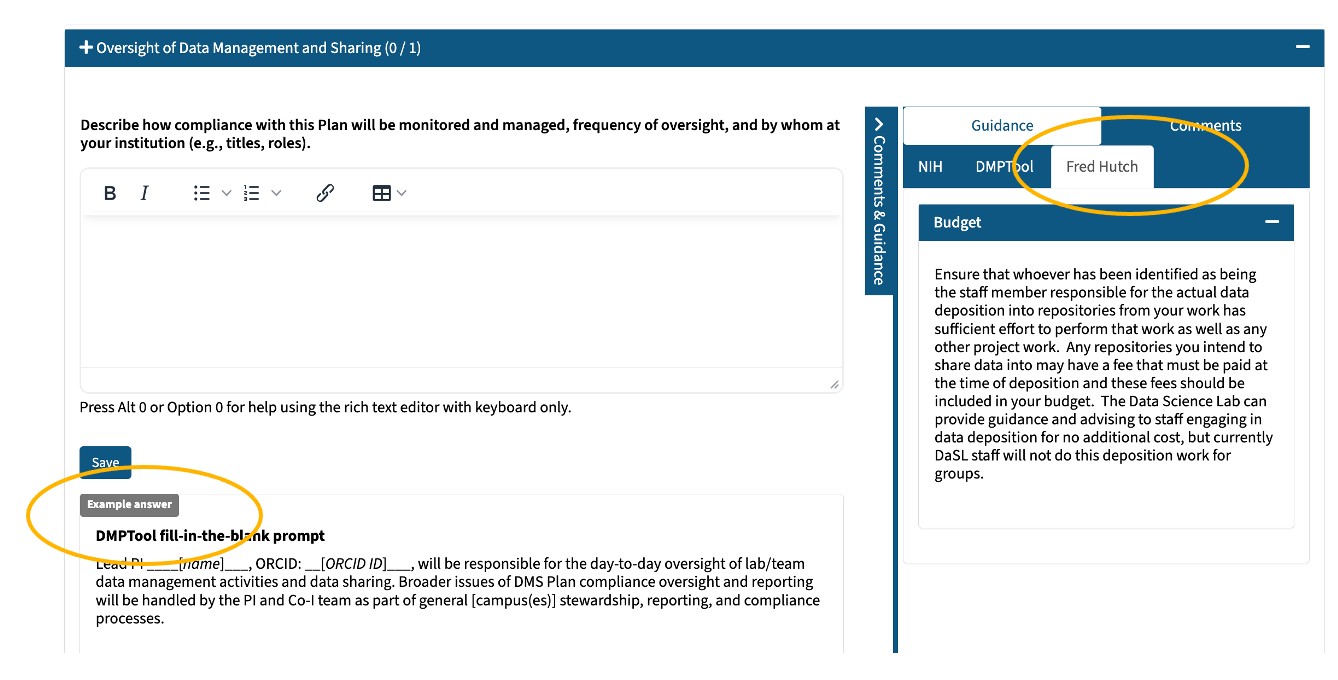 Oversight of Data Management and Sharing (0 / 1)
Describe how compliance with this Plan will be monitored and managed, frequency of oversight, and by whom at
your institution (e.g., titles, roles).
B I
Press Alt 0 or Option 0 for help using the rich text editor with keyboard only.
Save
Example answer
DMPTool fill-in-the-blank prompt
Lead PI ____[name]___, ORCID: __[ORCID ID]___, will be responsible for the day-to-day oversight of lab/team
data management activities and data sharing. Broader issues of DMS Plan compliance oversight and reporting
will be handled by the PI and Co-I team as part of general [campus(es)] stewardship, reporting, and compliance
processes.
Comments & Guidance
Guidance Comments
NIH DMPTool Fred Hutch
Budget
Ensure that whoever has been identified as being
the staff member responsible for the actual data
deposition into repositories from your work has
sufficient effort to perform that work as well as any
other project work.  Any repositories you intend to
share data into may have a fee that must be paid at
the time of deposition and these fees should be
included in your budget.  The Data Science Lab can
provide guidance and advising to staff engaging in
data deposition for no additional cost, but currently
DaSL staff will not do this deposition work for
groups.